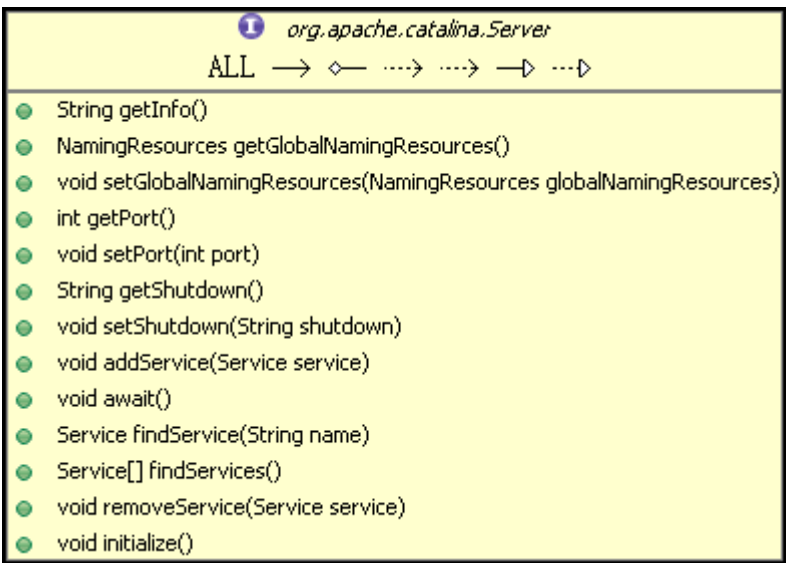 I org.apache.catalina.Server
ALL
String getInfo()
NamingResources getGlobalNamingResources()
void setGlobalNamingResources(NamingResources globalNamingResources)
int getPort()
void setPort(int port)
String getShutdown()
void setShutdown(String shutdown)
void addService(Service service)
void await()
Service findService(String name)
Service[] findServices()
void removeService(Service service)
void initialize()